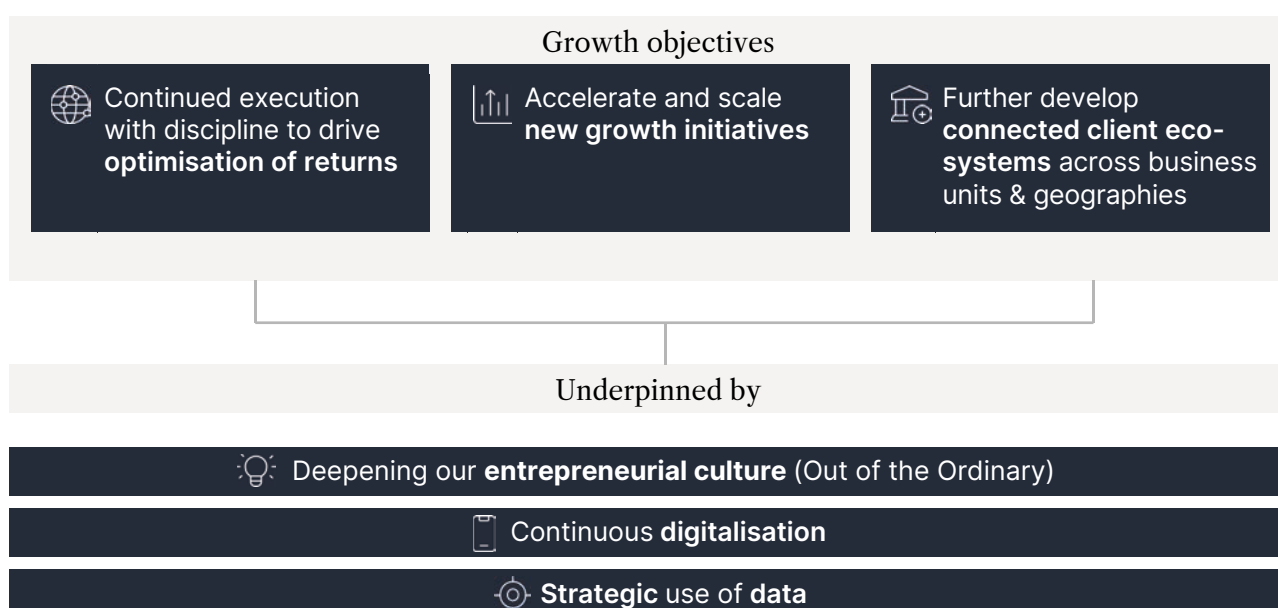 Growth objectives
Continued execution
with discipline to drive
optimisation of returns
Accelerate and scale
new growth initiatives
Further develop
connected client eco-
systems across business
units & geographies
Underpinned by
Deepening our entrepreneurial culture (Out of the Ordinary)
Continuous digitalisation
Strategic use of data